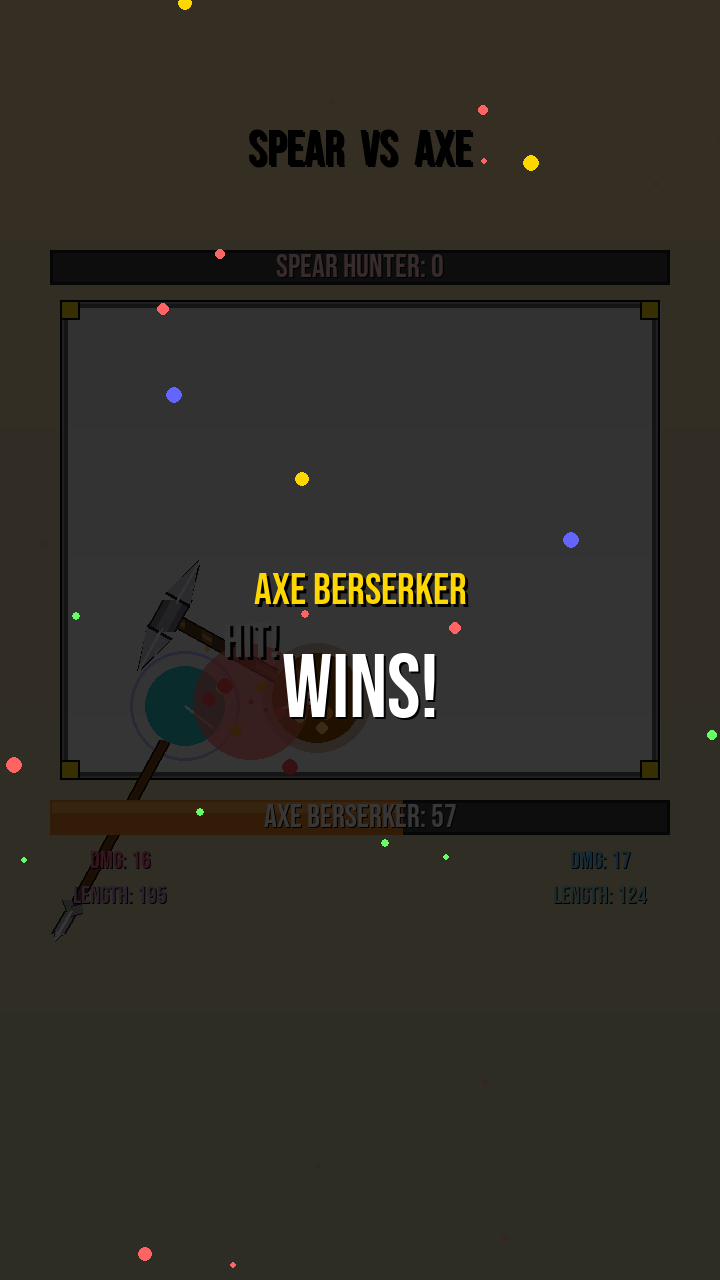 SPEAR VS AXE
SPEAR HUNTER: 0
AXE BERSERKER
HIT!
WINS!
AXE BERSERKER: 57
DMG: 16
DMG: 17
LENGTH: 195
LENGTH: 124